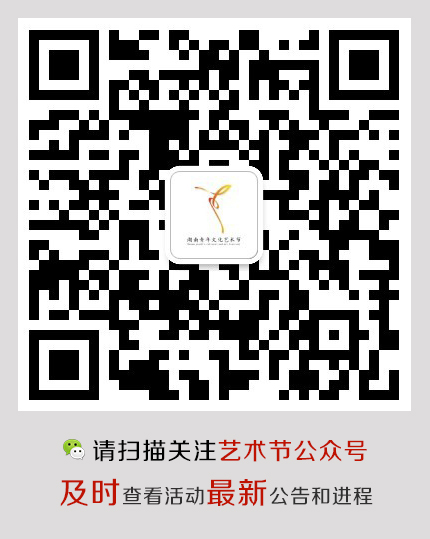 湖南青年文化艺术节
请扫描关注艺术节公众号
及时查看活动最新公告和进程